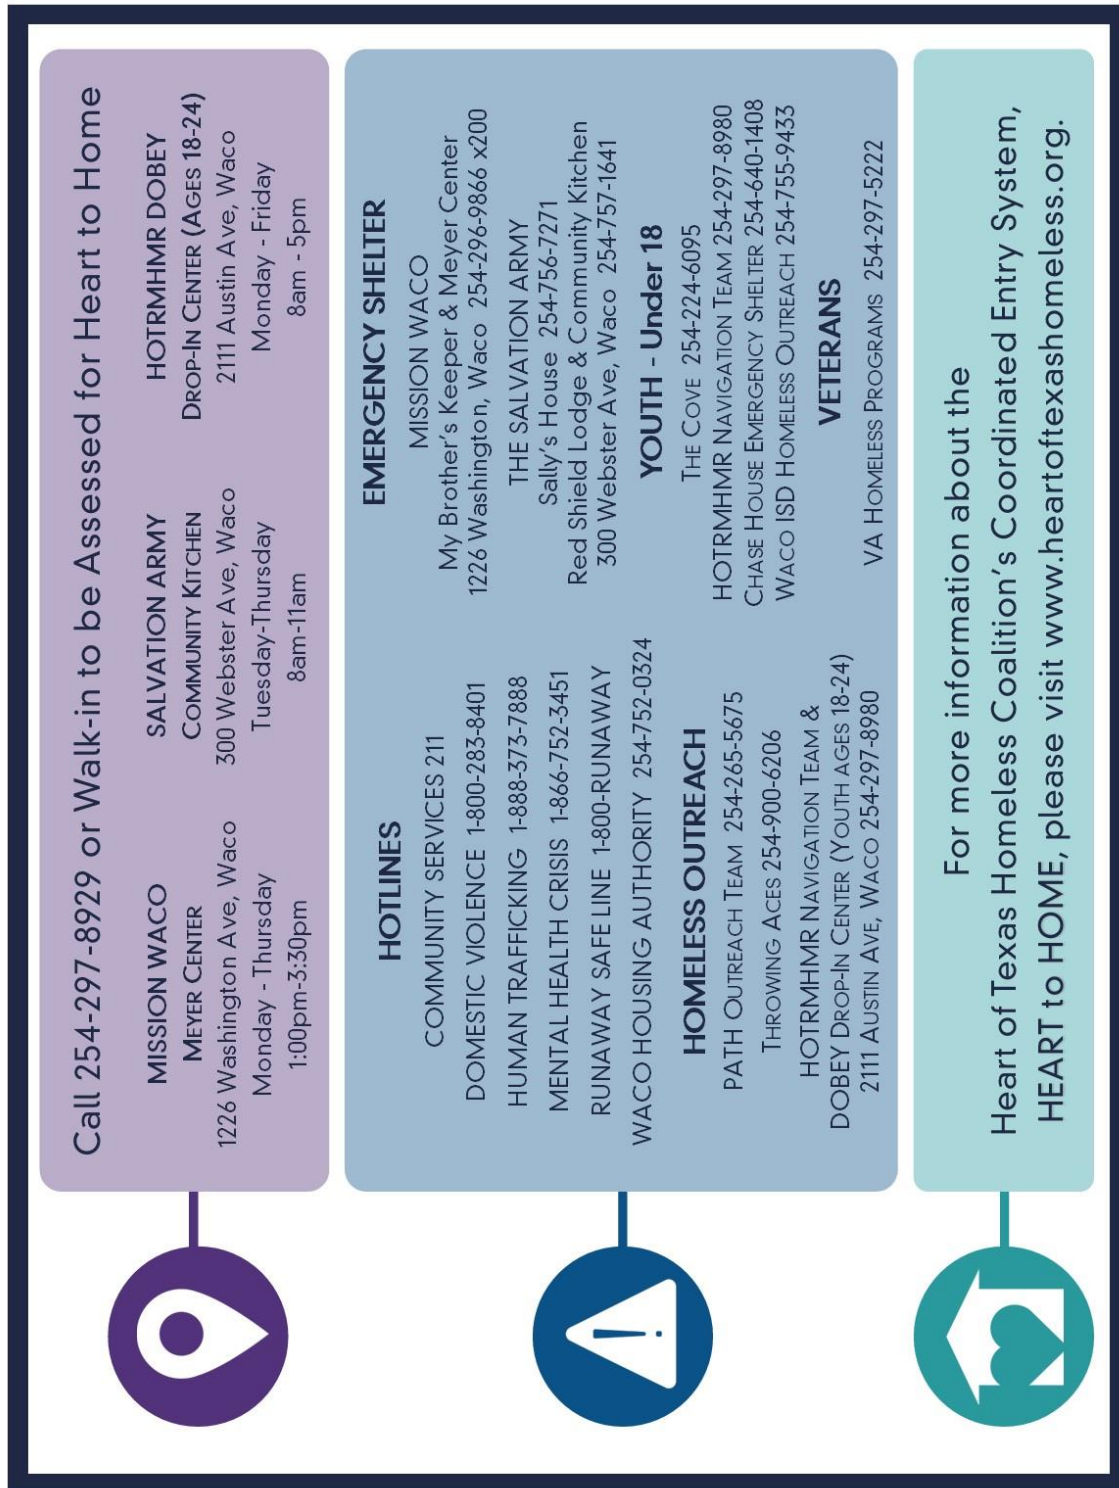 Call 254-297-8929 or Walk-in to be Assessed for Heart to Home
MISSION WACO
MEYER CENTER
1226 Washington Ave, Waco
Monday - Thursday
1:00pm-3:30pm
SALVATION ARMY
COMMUNITY KITCHEN
300 Webster Ave, Waco
Tuesday-Thursday
8am-11am
HOTRMHMR DOBEY
DROP-IN CENTER (AGES 18-24)
2111 Austin Ave, Waco
Monday - Friday
8am - 5pm
HOTLINES
COMMUNITY SERVICES 211
DOMESTIC VIOLENCE 1-800-283-8401
HUMAN TRAFFICKING 1-888-373-7888
MENTAL HEALTH CRISIS 1-866-752-3451
RUNAWAY SAFE LINE 1-800-RUNAWAY
WACO HOUSING AUTHORITY 254-752-0324
HOMELESS OUTREACH
PATH OUTREACH TEAM 254-265-5675
THROWING ACES 254-900-6206
HOTRMHMR NAVIGATION TEAM &
DOBEY DROP-IN CENTER (YOUTH AGES 18-24)
2111 AUSTIN AVE, WACO 254-297-8980
EMERGENCY SHELTER
MISSION WACO
My Brother's Keeper & Meyer Center
1226 Washington, Waco 254-296-9866 x200
THE SALVATION ARMY
Sally's House 254-756-7271
Red Shield Lodge & Community Kitchen
300 Webster Ave, Waco 254-757-1641
YOUTH - Under 18
THE COVE 254-224-6095
HOTRMHMR NAVIGATION TEAM 254-297-8980
CHASE HOUSE EMERGENCY SHELTER 254-640-1408
WACO ISD HOMELESS OUTREACH 254-755-9433
VETERANS
VA HOMELESS PROGRAMS 254-297-5222
For more information about the
Heart of Texas Homeless Coalition's Coordinated Entry System,
HEART to HOME, please visit www.heartoftexashomeless.org.